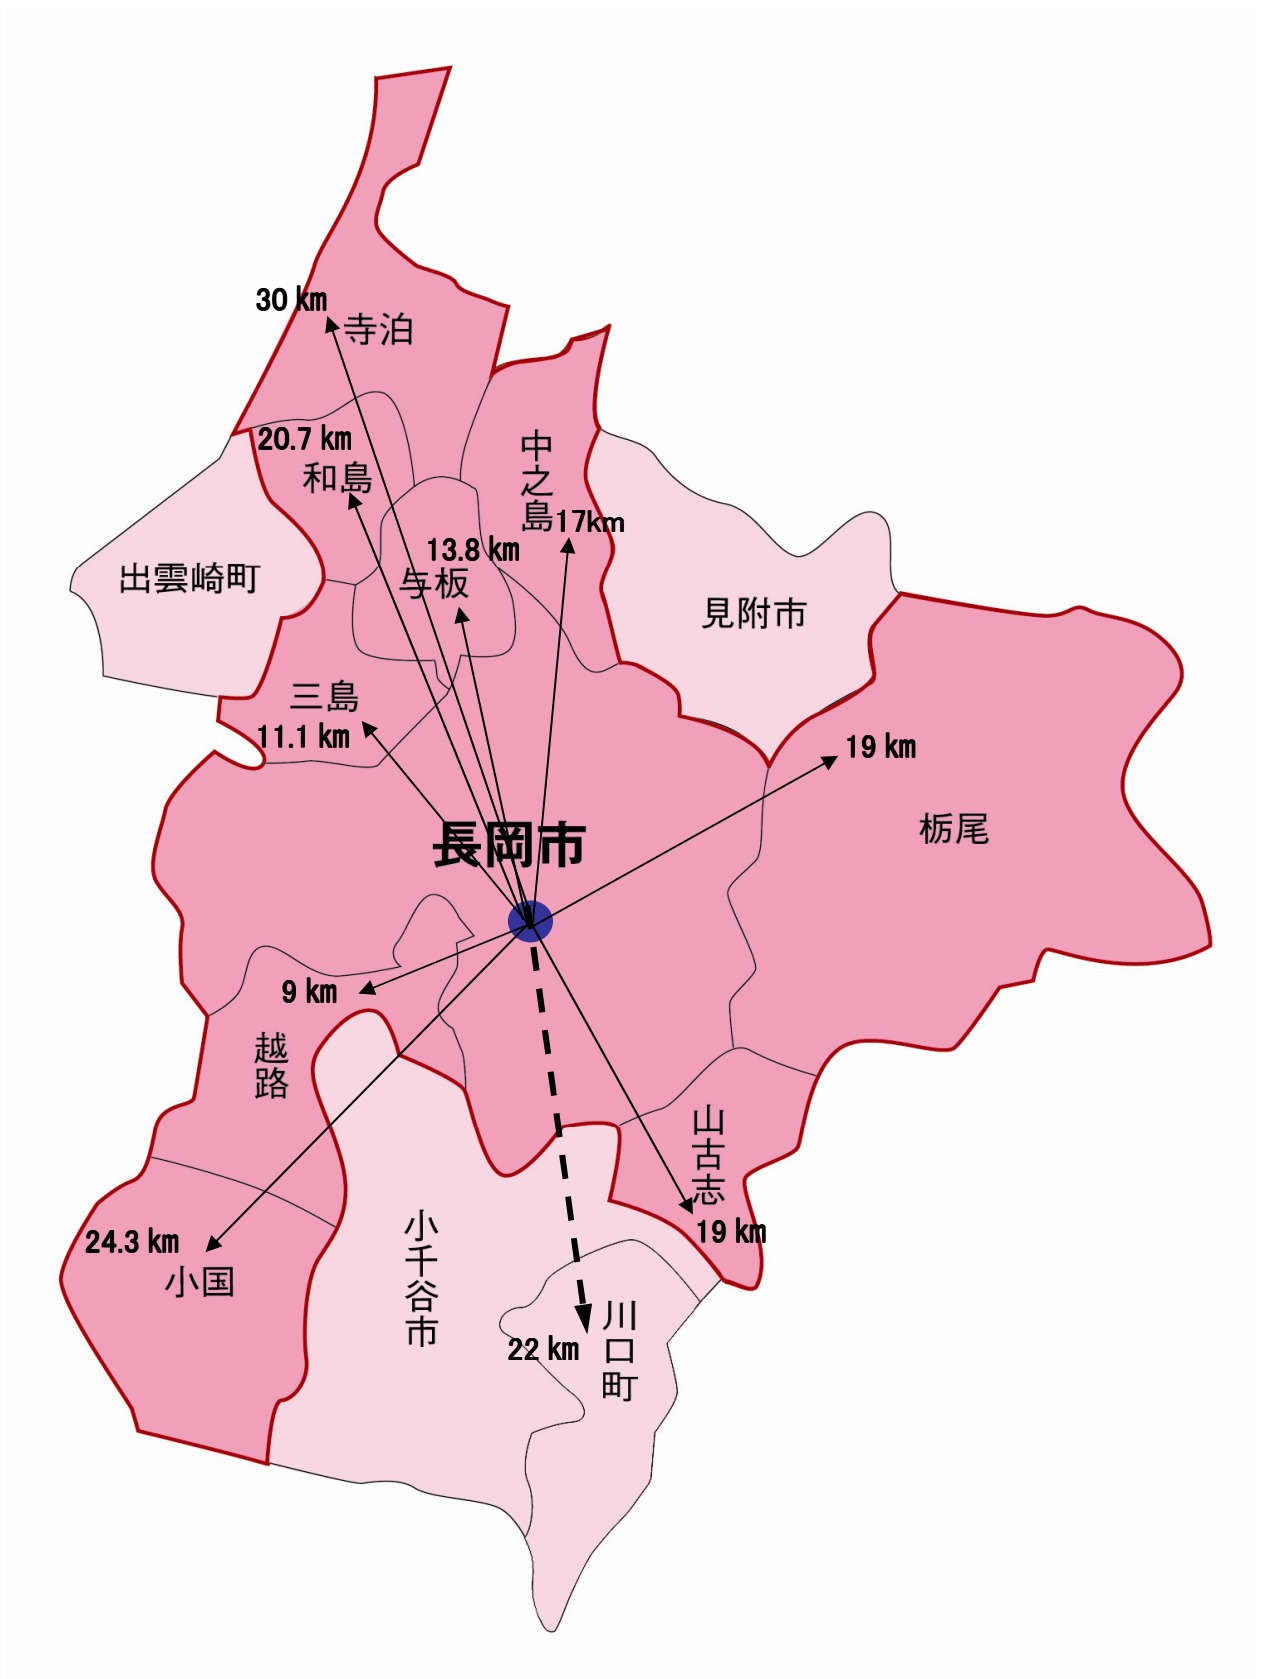 30 km
寺泊
20.7 km
和島
中之島
17km
13.8 km
与板
出雲崎町
見附市
三島
11.1 km
19 km
栃尾
長岡市
9 km
越路
山古志
19 km
24.3 km
小国
小千谷市
川口町
22 km